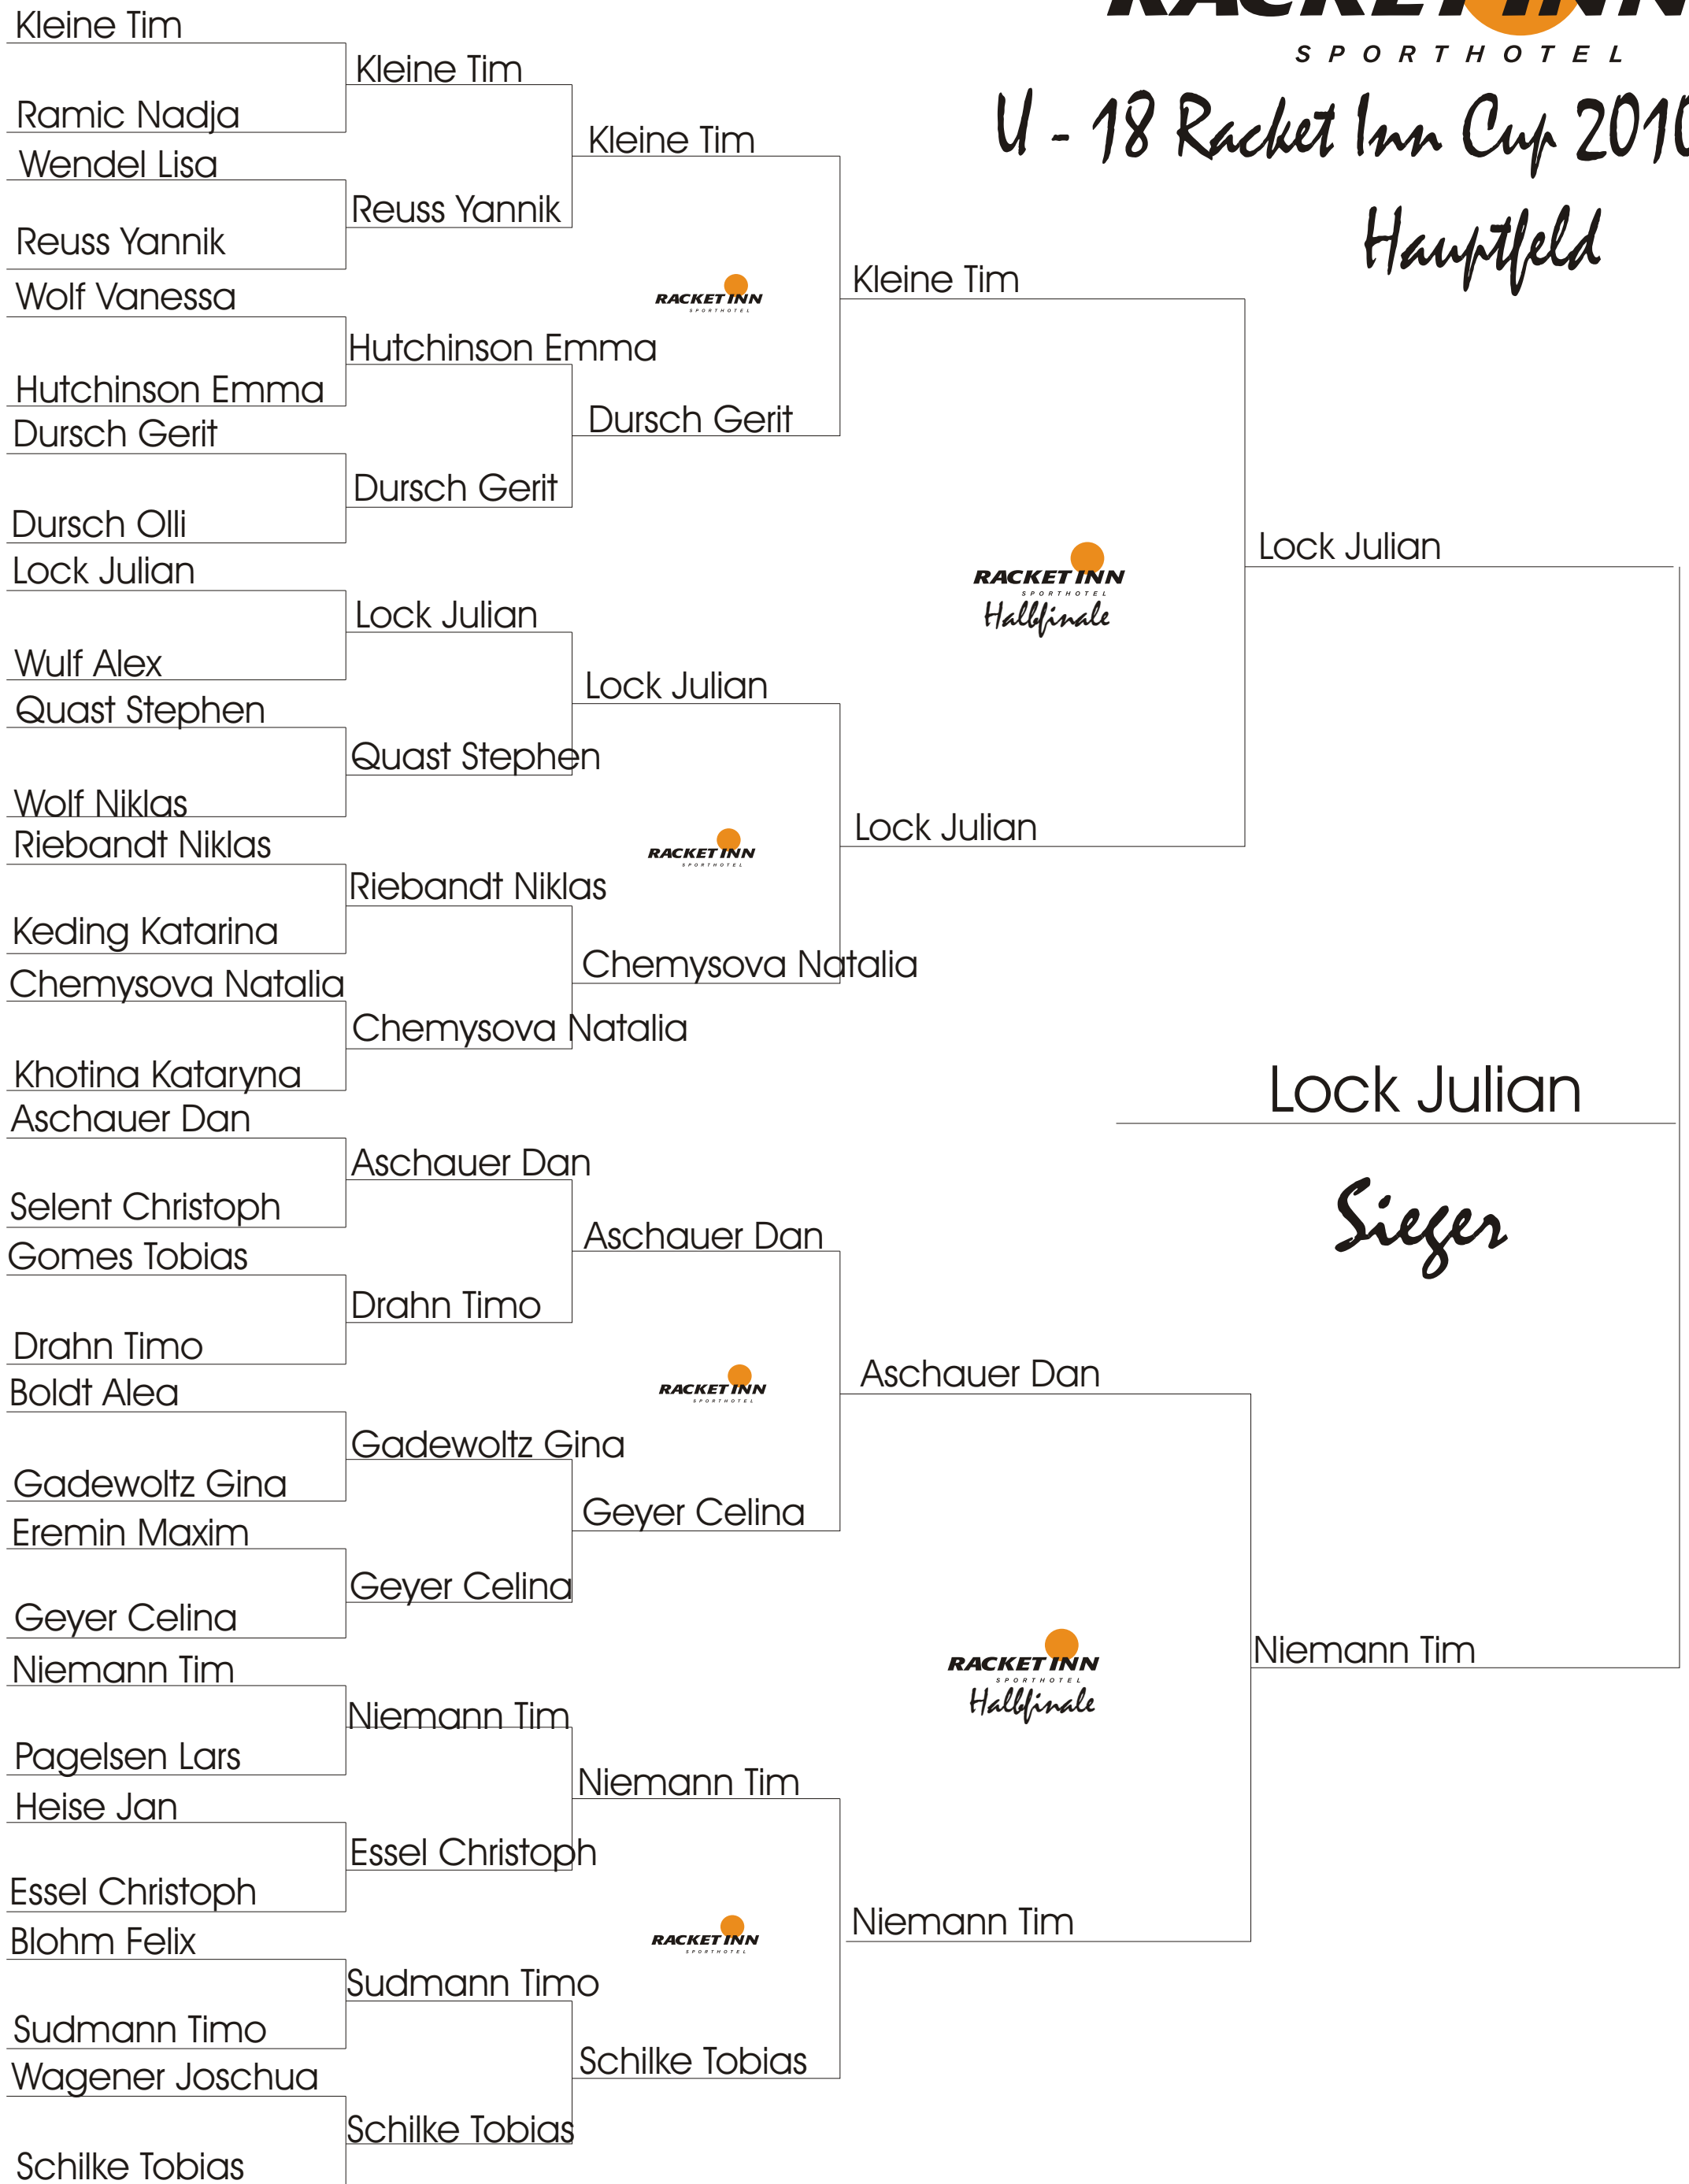 RACKET INN
SPORTHOTEL
U - 18 Racket Inn Cup 2010
Hauptfeld
Kleine Tim
Ramic Nadja
Wendel Lisa
Reuss Yannik
Wolf Vanessa
Hutchinson Emma
Dursch Gerit
Dursch Olli
Lock Julian
Wulf Alex
Quast Stephen
Wolf Niklas
Riebandt Niklas
Keding Katarina
Chemysova Natalia
Khotina Kataryna
Aschauer Dan
Selent Christoph
Gomes Tobias
Drahn Timo
Boldt Alea
Gadewoltz Gina
Eremin Maxim
Geyer Celina
Niemann Tim
Pagelsen Lars
Heise Jan
Essel Christoph
Blohm Felix
Sudmann Timo
Wagener Joschua
Schilke Tobias
Kleine Tim
Reuss Yannik
Hutchinson Emma
Dursch Gerit
Lock Julian
Quast Stephen
Riebandt Niklas
Chemysova Natalia
Aschauer Dan
Drahn Timo
Gadewoltz Gina
Geyer Celina
Niemann Tim
Essel Christoph
Sudmann Timo
Schilke Tobias
Kleine Tim
RACKET INN
SPORTHOTEL
Dursch Gerit
Lock Julian
RACKET INN
SPORTHOTEL
Chemysova Natalia
Aschauer Dan
RACKET INN
SPORTHOTEL
Geyer Celina
Niemann Tim
RACKET INN
SPORTHOTEL
Schilke Tobias
Kleine Tim
RACKET INN
SPORTHOTEL
Halbfinale
Lock Julian
Aschauer Dan
RACKET INN
SPORTHOTEL
Halbfinale
Niemann Tim
Lock Julian
Niemann Tim
Lock Julian
Sieger